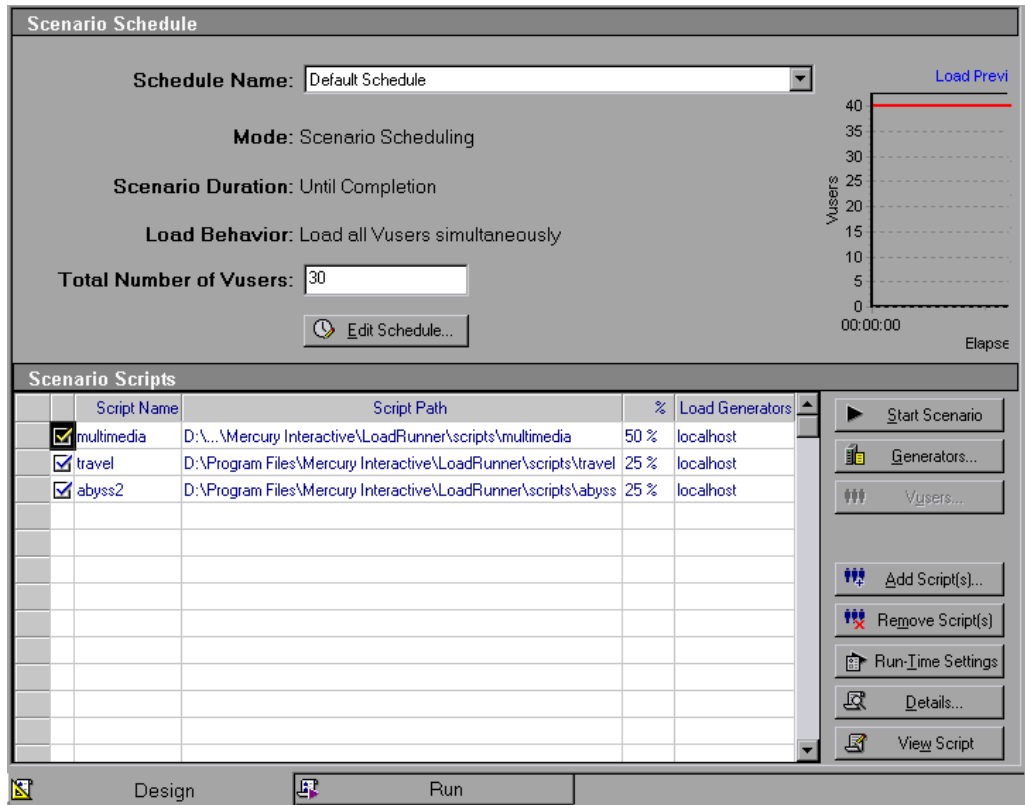 Scenario Schedule
Schedule Name: Default Schedule
Mode: Scenario Scheduling
Scenario Duration: Until Completion
Load Behavior: Load all Vusers simultaneously
Total Number of Vusers: 30
Edit Schedule...
Load Previ
Vusers
40
35
30
25
20
15
10
5
0
00:00:00
Elapse
Scenario Scripts
Script Name Script Path % Load Generators
multimedia D:\...\Mercury Interactive\LoadRunner\scripts\multimedia 50 % localhost
travel D:\Program Files\Mercury Interactive\LoadRunner\scripts\travel 25 % localhost
abyss2 D:\Program Files\Mercury Interactive\LoadRunner\scripts\abyss 25 % localhost
Start Scenario
Generators...
Vusers...
Add Script(s)...
Remove Script(s)
Run-Time Settings
Details...
View Script
Design Run